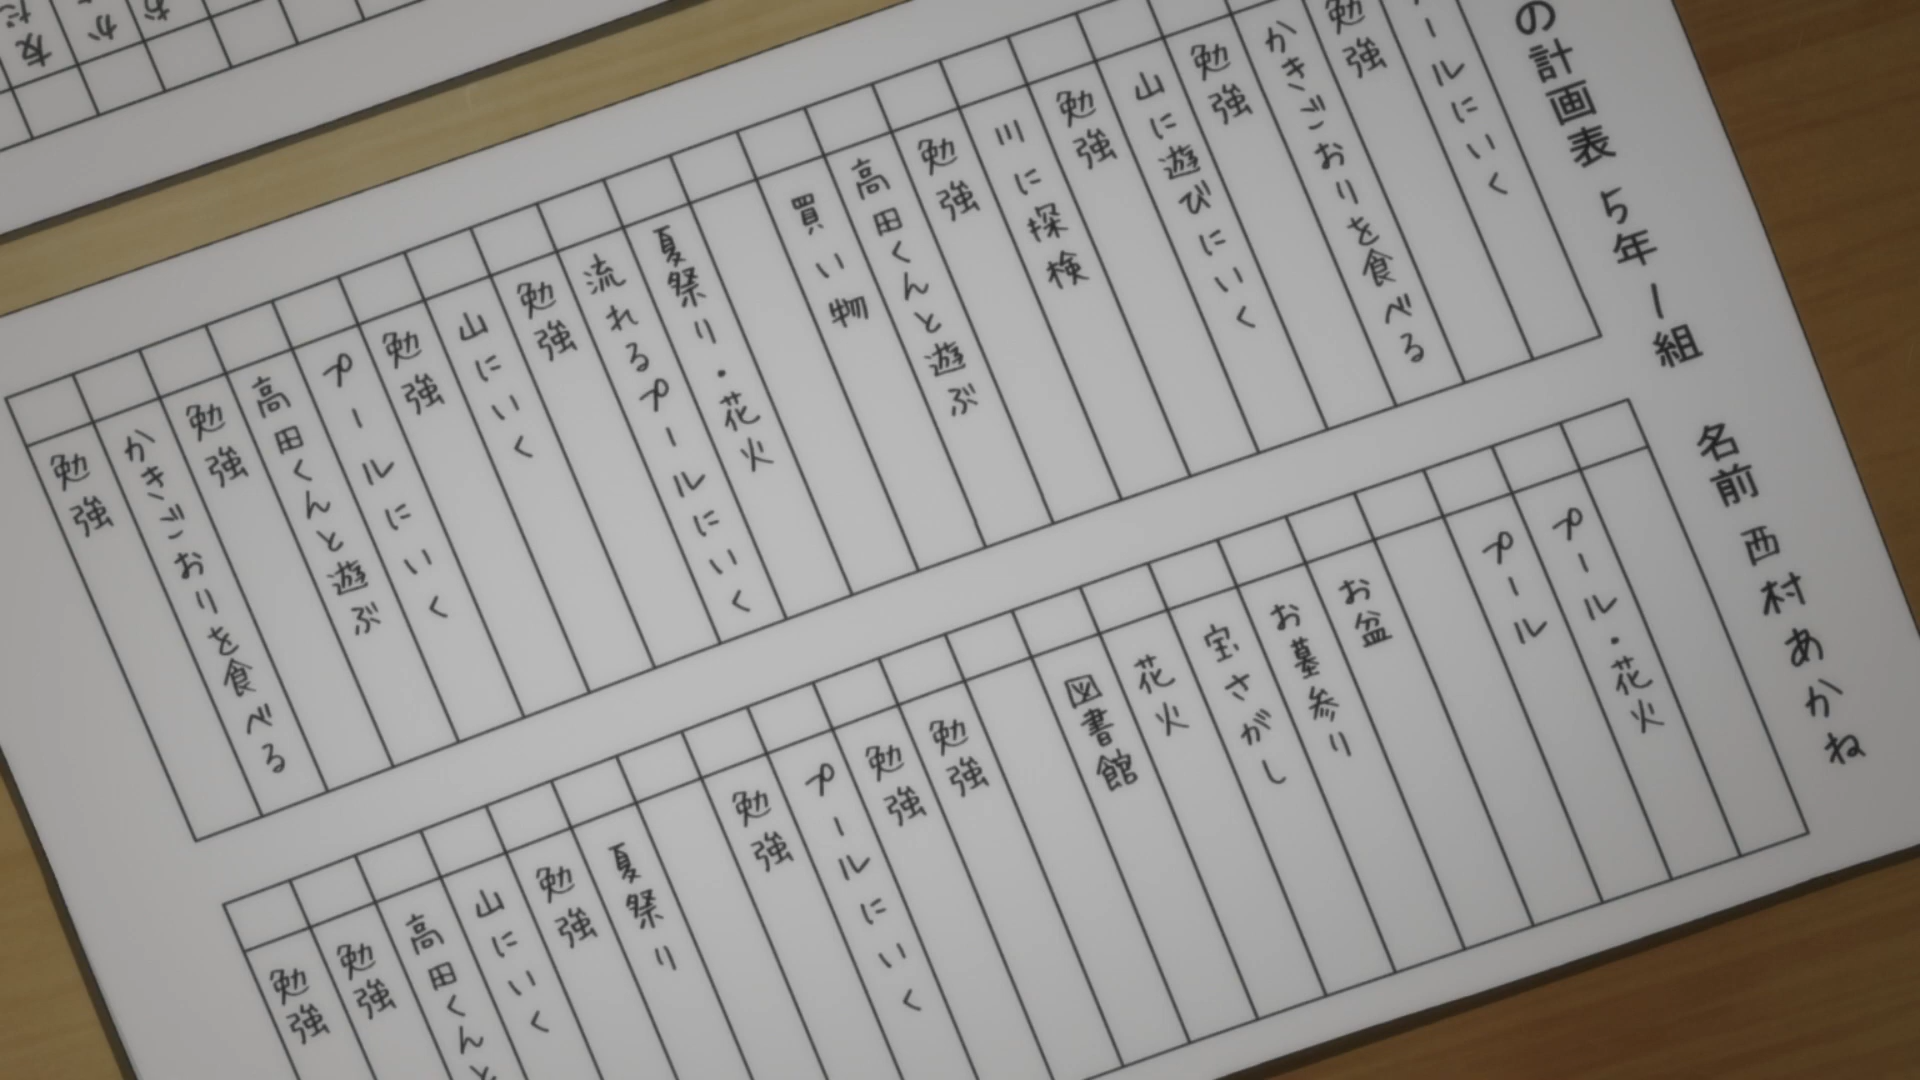 の計画表 5年1組 名前 西村あかね
ールにいく
勉強
かきごおりを食べる
勉強
山に遊びにいく
勉強
川に探検
勉強
高田くんと遊ぶ
買い物
夏祭り・花火
流れるプールにいく
勉強
山にいく
勉強
プールにいく
高田くんと遊ぶ
勉強
かきごおりを食べる
勉強
プール・花火
プール
お盆
お墓参り
宝さがし
花火
図書館
勉強
勉強
プールにいく
勉強
夏祭り
勉強
山にいく
高田くんと
勉強
勉強
友だ